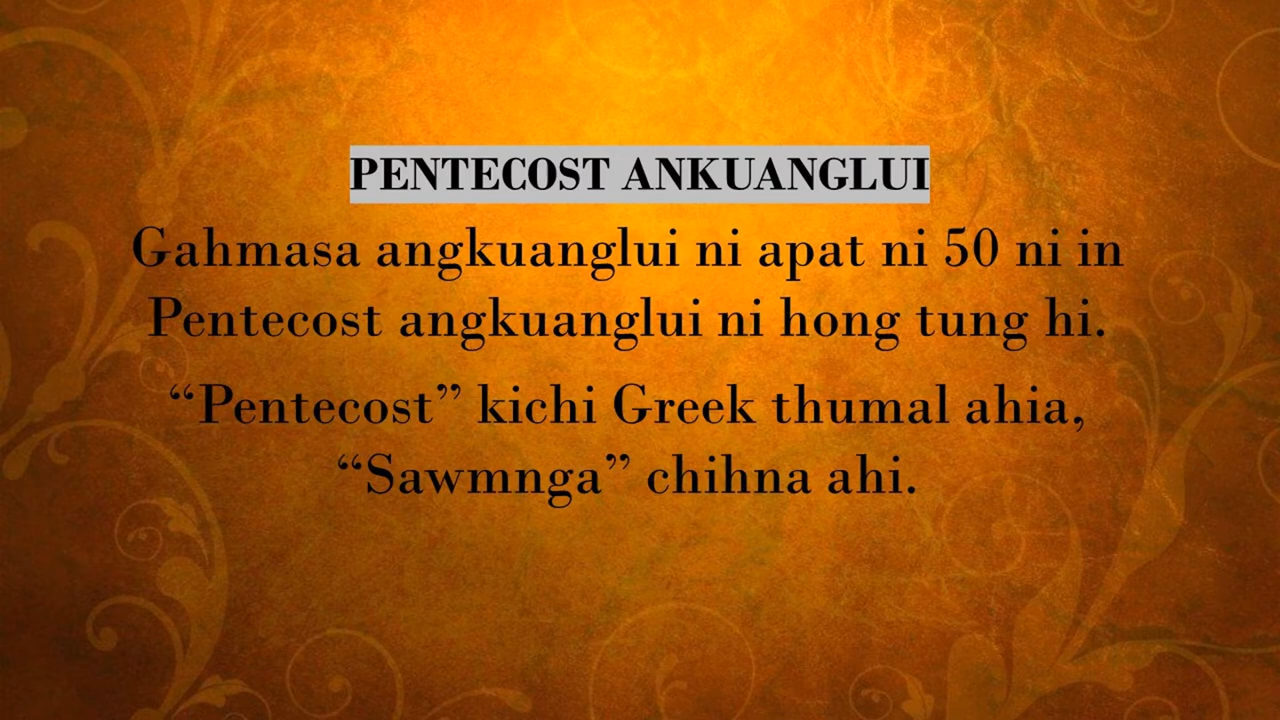 PENTECOST ANKUANGLUI
Gahmasa angkuanglui ni apat ni 50 ni in
Pentecost angkuanglui ni hong tung hi.
“Pentecost” kichi Greek thumal ahia,
“Sawmnga” chihna ahi.